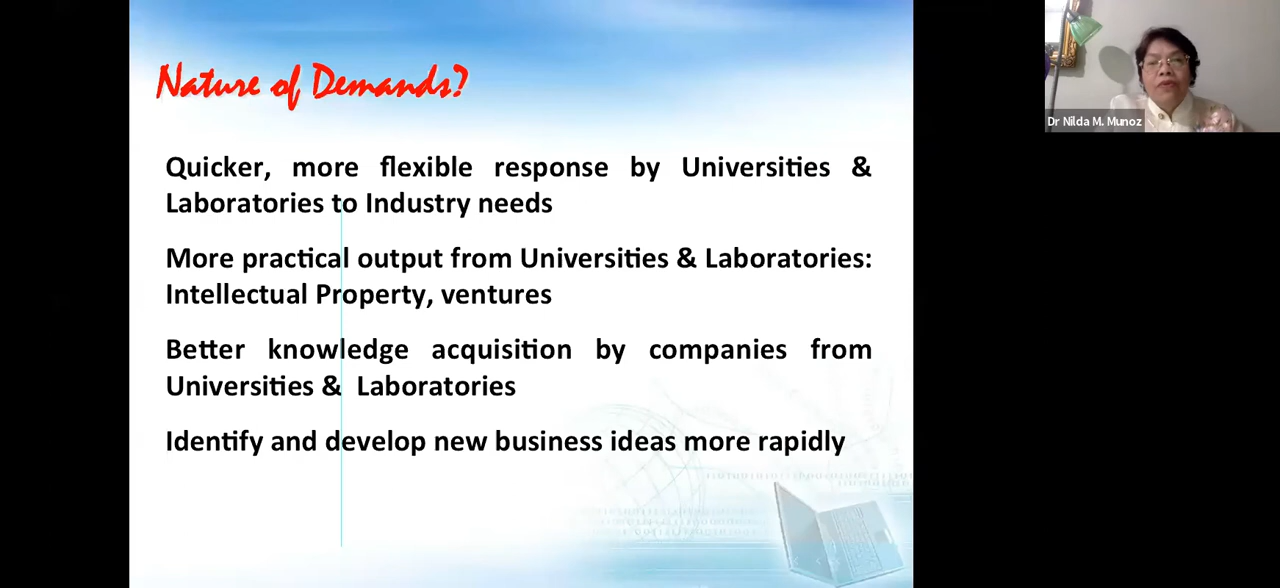 Nature of Demands?
Quicker, more flexible response by Universities &
Laboratories to Industry needs
More practical output from Universities & Laboratories:
Intellectual Property, ventures
Better knowledge acquisition by companies from
Universities & Laboratories
Identify and develop new business ideas more rapidly
Dr Nilda M. Munoz